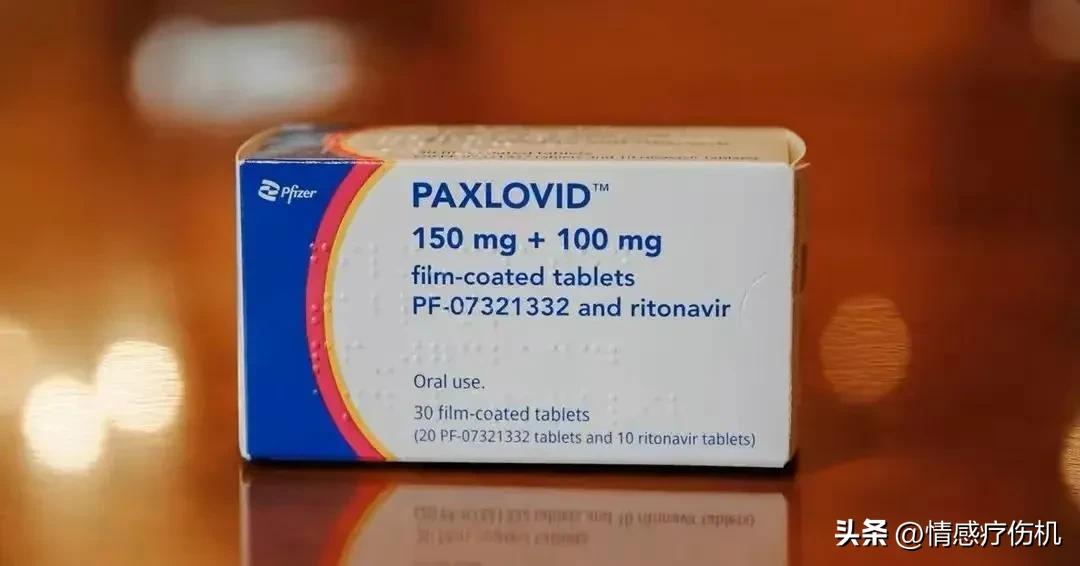 Pfizer
PAXLOVID™
150 mg + 100 mg
film-coated tablets
PF-07321332 and ritonavir
Oral use.
30 film-coated tablets
(20 PF-07321332 tablets and 10 ritonavir tablets)
头条 @情感疗伤机